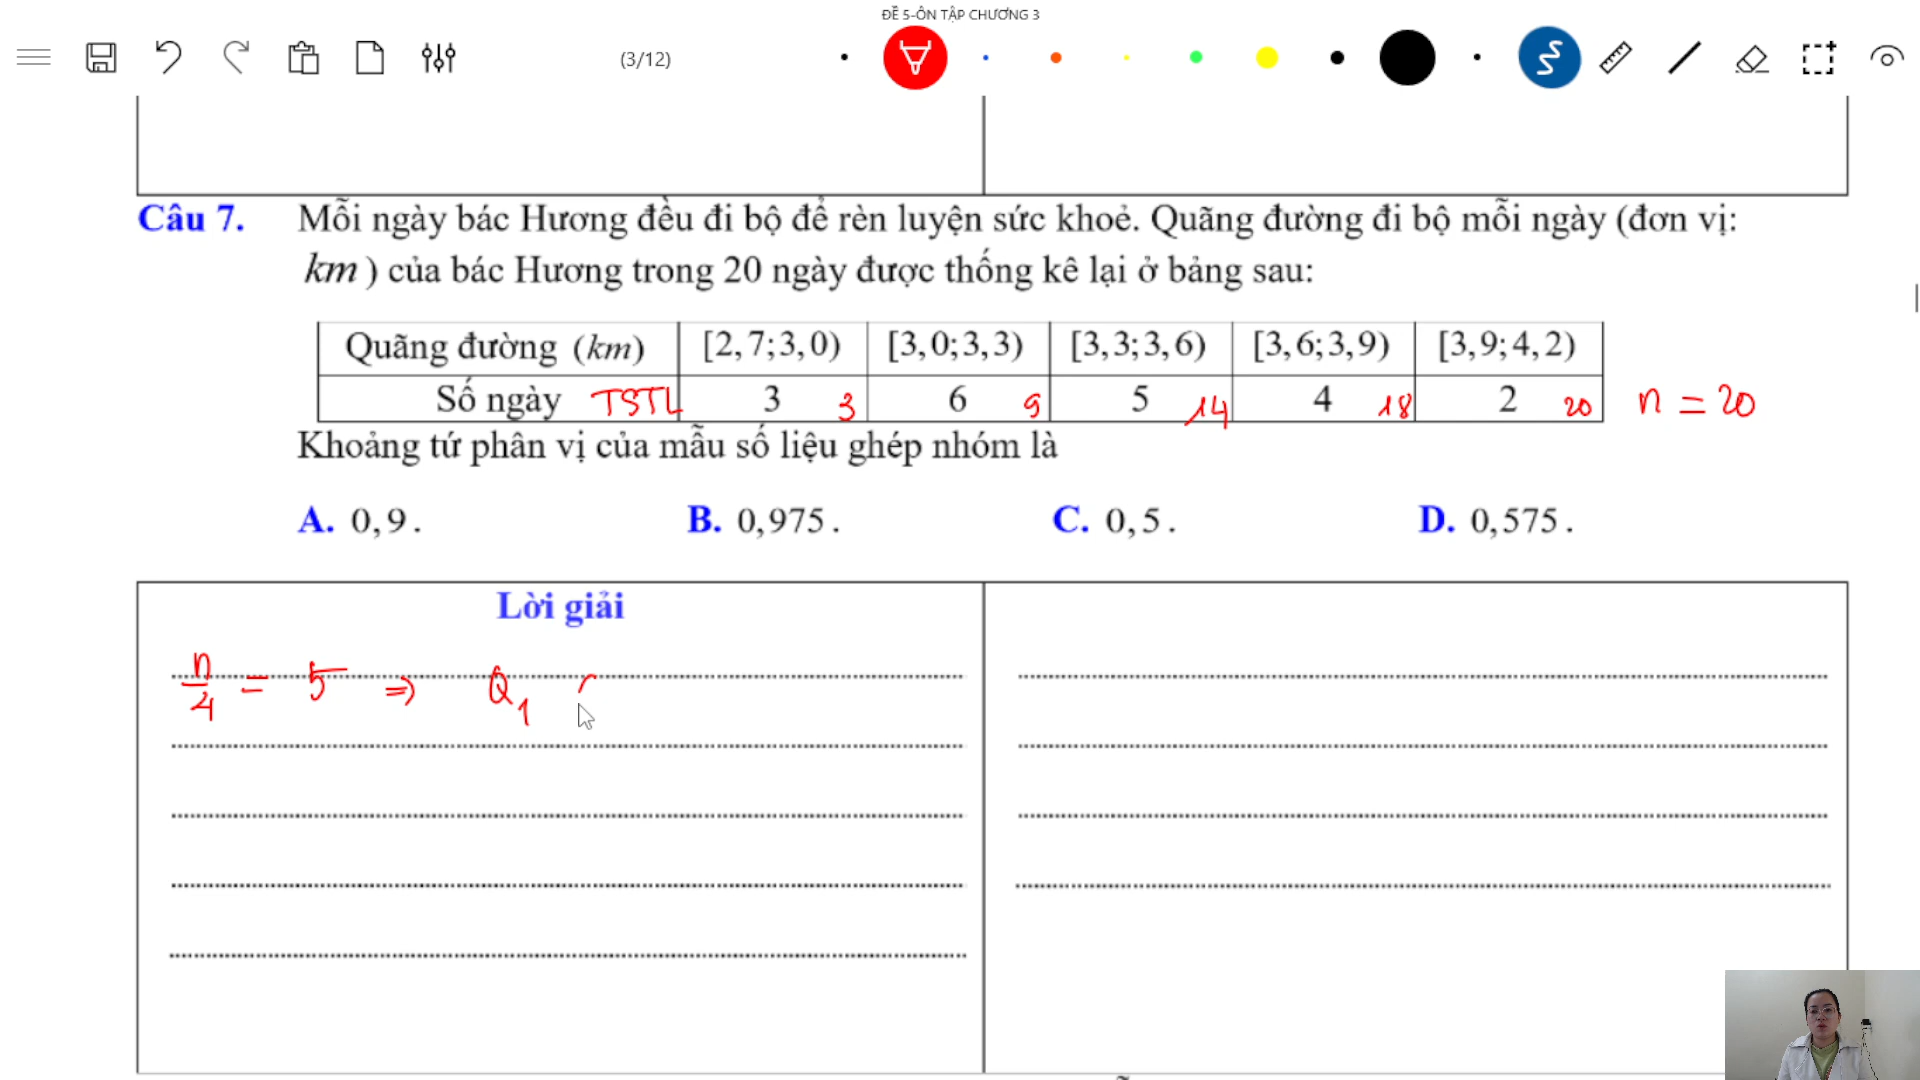 ĐỀ 5-ÔN TẬP CHƯƠNG 3
(3/12)
Câu 7. Mỗi ngày bác Hương đều đi bộ để rèn luyện sức khoẻ. Quãng đường đi bộ mỗi ngày (đơn vị:
km ) của bác Hương trong 20 ngày được thống kê lại ở bảng sau:
Quãng đường (km) [2,7;3,0) [3,0;3,3) [3,3;3,6) [3,6;3,9) [3,9;4,2)
Số ngày TSTL 3 3 6 9 5 14 4 18 2 20 n = 20
Khoảng tứ phân vị của mẫu số liệu ghép nhóm là
A. 0,9. B. 0,975. C. 0,5. D. 0,575.
Lời giải
n/4 = 5 ⇒ Q1